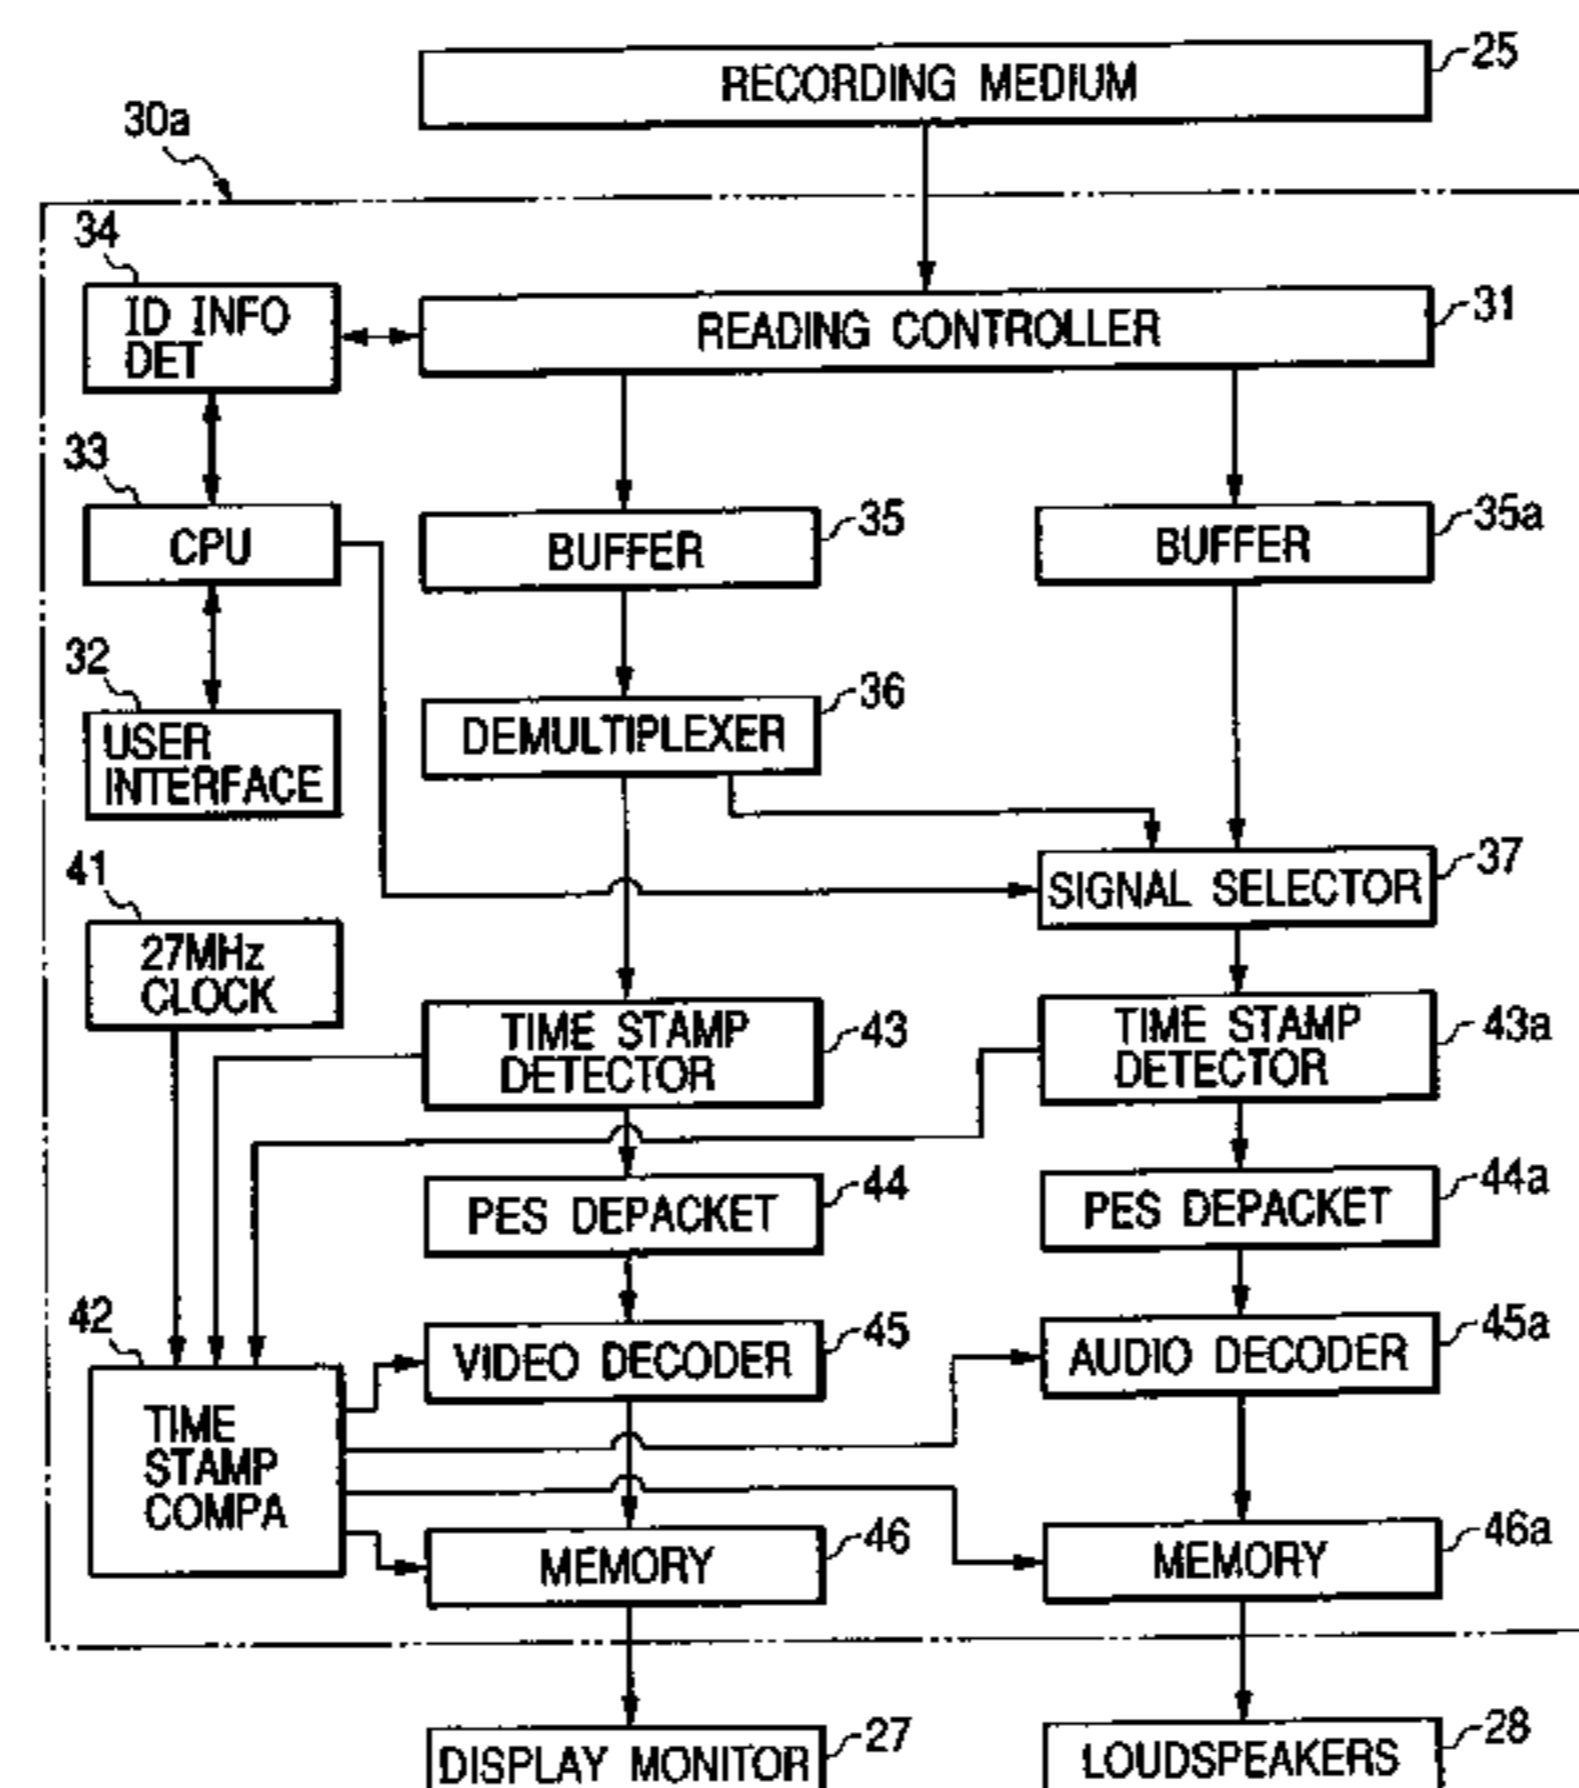 RECORDING MEDIUM
25
30a
34
ID INFO
DET
READING CONTROLLER
31
33
CPU
BUFFER
35
BUFFER
35a
32
USER
INTERFACE
DEMULTIPLEXER
36
SIGNAL SELECTOR
37
41
27MHz
CLOCK
TIME STAMP
DETECTOR
43
TIME STAMP
DETECTOR
43a
PES DEPACKET
44
PES DEPACKET
44a
42
TIME
STAMP
COMPA
VIDEO DECODER
45
AUDIO DECODER
45a
MEMORY
46
MEMORY
46a
DISPLAY MONITOR
27
LOUDSPEAKERS
28